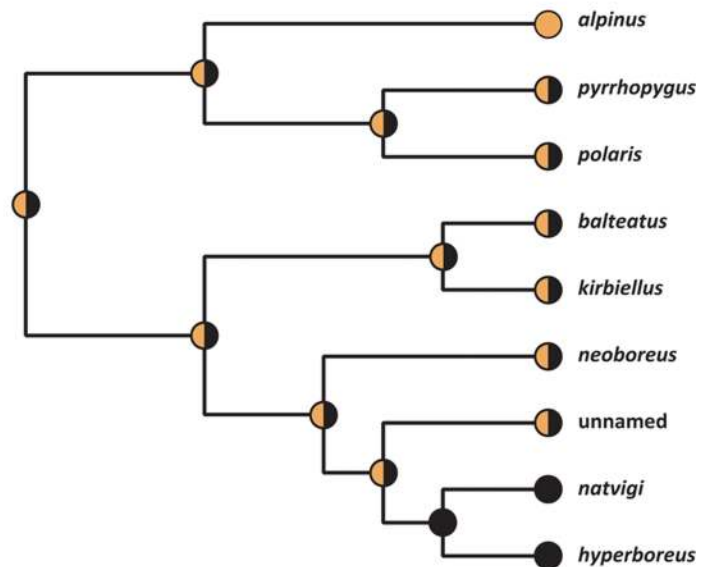 alpinus
pyrrhopygus
polaris
balteatus
kirbiellus
neoboreus
unnamed
natvigi
hyperboreus